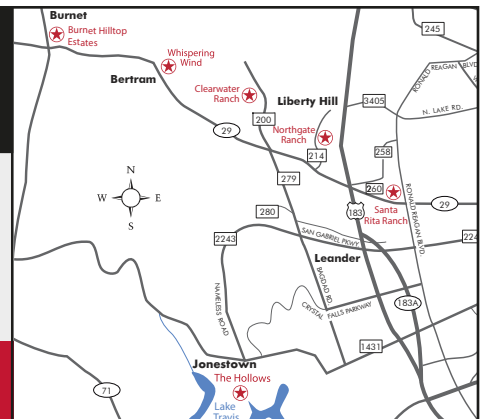 Burnet
Burnet Hilltop
Estates
245
Whispering
Wind
Bertram
RONALD REAGAN BLVD
Clearwater
Ranch
Liberty Hill
3405
N. LAKE RD.
200
29
Northgate
Ranch
214
258
279
260
N
W
E
S
280
183
Santa
Rita Ranch
29
RONALD REAGAN BLVD.
2243
SAN GABRIEL PKWY
224
Leander
BAGDAD RD.
NAMELESS ROAD
CRYSTAL FALLS PARKWAY
183A
1431
Jonestown
The Hollows
71
Lake
Travis